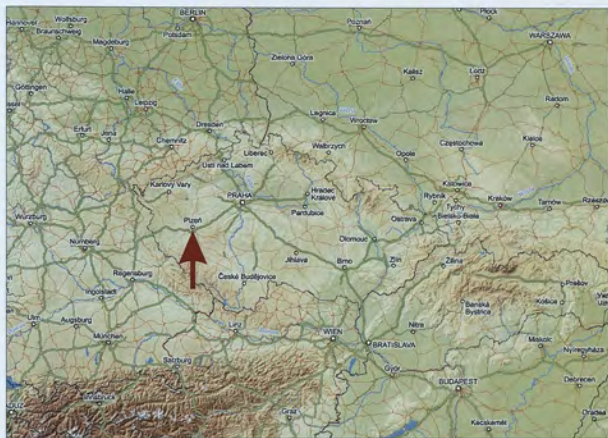 BERLIN
Płock
Hannover
Wolfsburg
Braunschweig
Potsdam
Poznań
WARSZAWA
Magdeburg
Zielona Góra
Kalisz
Łódź
Göttingen
Halle
Leipzig
Radom
Legnica
Wrocław
Dresden
Erfurt
Jena
Chemnitz
Liberec
Wałbrzych
Opole
Częstochowa
Kielce
Ústí nad Labem
Karlovy Vary
Hradec
Králové
PRAHA
Pardubice
Katowice
Rybnik
Tychy
Kraków
Tarnów
Bielsko-Biała
Ostrava
Würzburg
Plzeň
Nürnberg
Olomouc
Jihlava
Brno
Zlín
Žilina
Regensburg
České Budějovice
Prešov
Ingolstadt
Banská
Bystrica
Košice
Ulm
Augsburg
Linz
WIEN
Nitra
München
BRATISLAVA
Miskolc
Nyíregyháza
Salzburg
Győr
BUDAPEST
Debrecen
Innsbruck
Graz
Kecskemét
Oradea